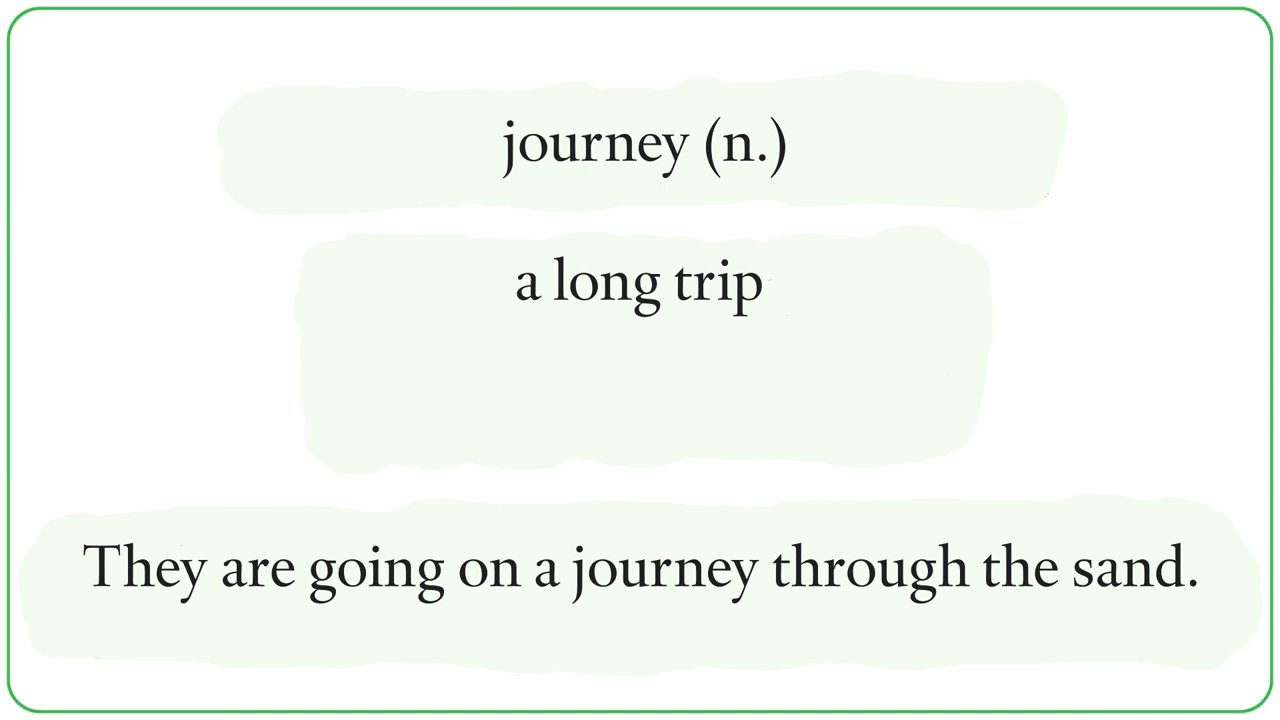 journey (n.)
a long trip
They are going on a journey through the sand.